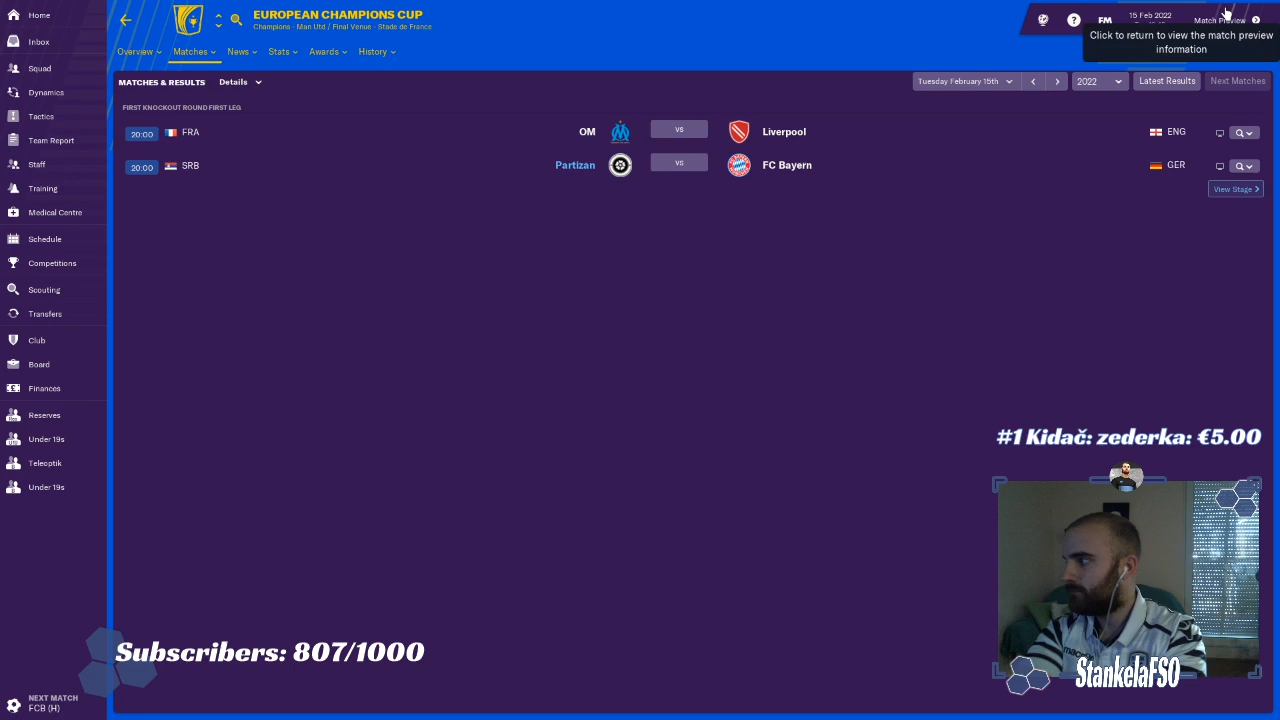 Home
Inbox
Squad
Dynamics
Tactics
Team Report
Staff
Training
Medical Centre
Schedule
Competitions
Scouting
Transfers
Club
Board
Finances
Reserves
Under 19s
Teleoptik
Under 19s
NEXT MATCH
FCB (H)
EUROPEAN CHAMPIONS CUP
Champions - Man Utd / Final Venue - Stade de France
Overview Matches News Stats Awards History
FM 15 Feb 2022 Match Preview
Click to return to view the match preview
information
MATCHES & RESULTS Details Tuesday February 15th 2022 Latest Results Next Matches
FIRST KNOCKOUT ROUND FIRST LEG
20:00 FRA OM vs Liverpool ENG
20:00 SRB Partizan vs FC Bayern GER
View Stage
#1 Kidač: zederka: €5.00
Subscribers: 807/1000
macron
StankelaFSO